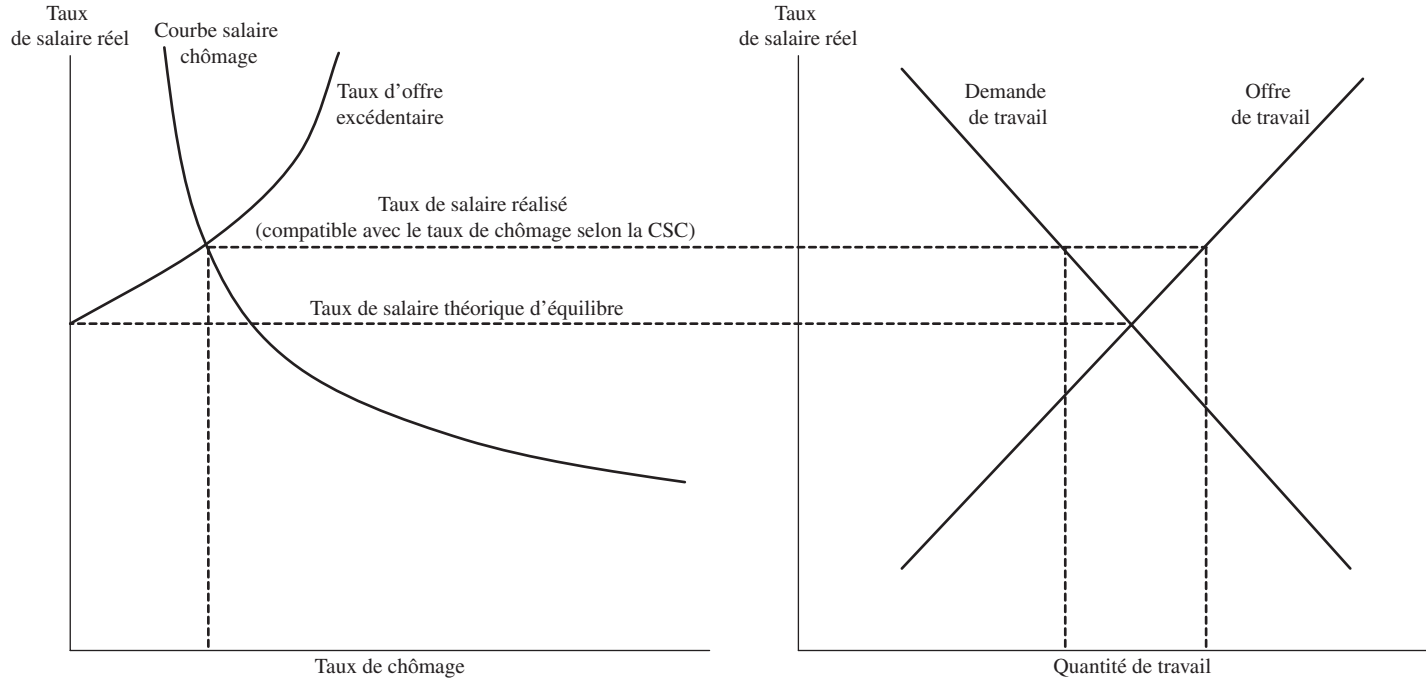 Taux
de salaire réel
Courbe salaire
chômage
Taux d’offre
excédentaire
Taux de salaire réalisé
(compatible avec le taux de chômage selon la CSC)
Taux de salaire théorique d’équilibre
Taux de chômage
Taux
de salaire réel
Demande
de travail
Offre
de travail
Quantité de travail